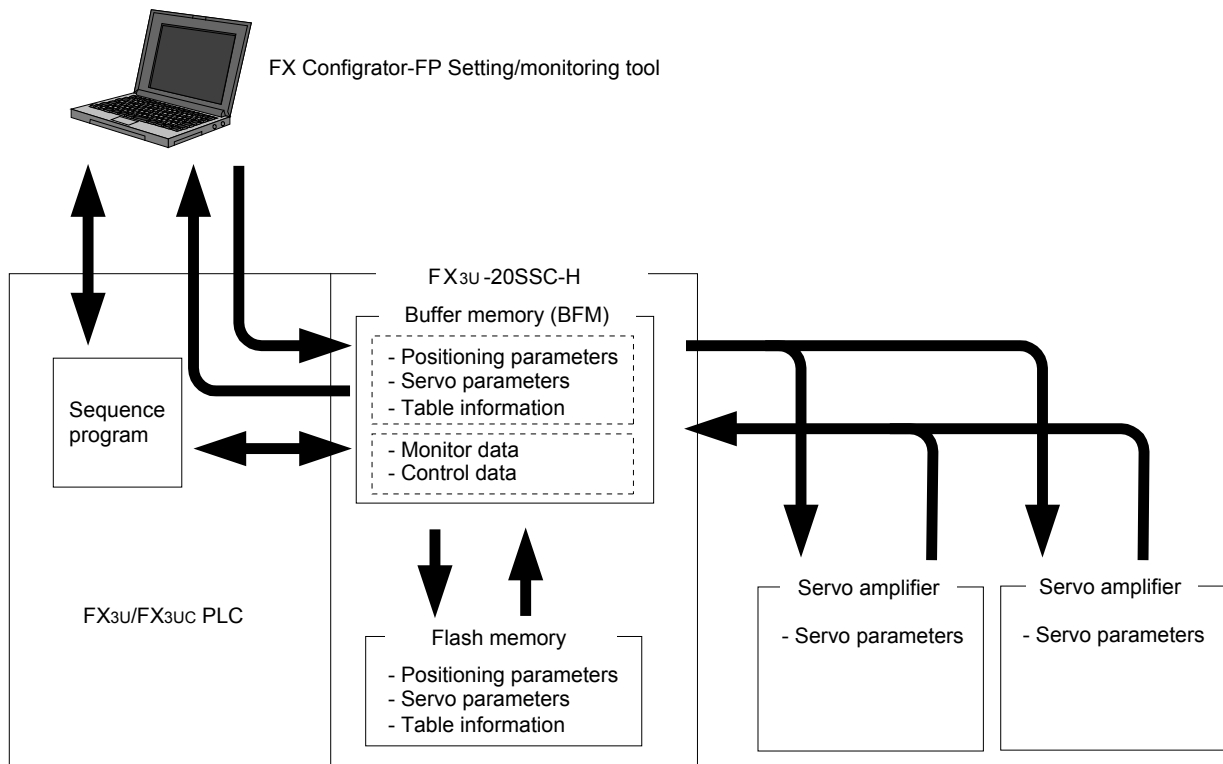 FX Configrator-FP Setting/monitoring tool
FX3U-20SSC-H
Buffer memory (BFM)
- Positioning parameters
- Servo parameters
- Table information
- Monitor data
- Control data
Sequence
program
FX3U/FX3UC PLC
Flash memory
- Positioning parameters
- Servo parameters
- Table information
Servo amplifier
- Servo parameters
Servo amplifier
- Servo parameters